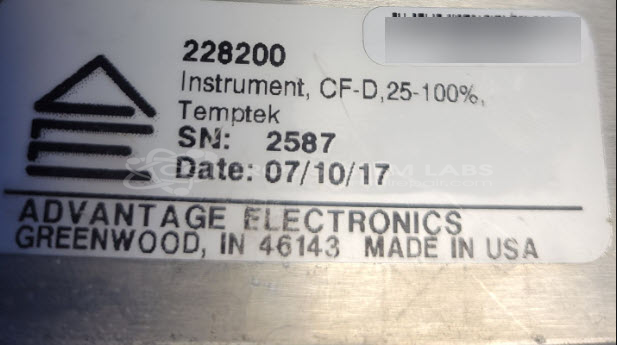 228200
Instrument, CF-D,25-100%,
Temptek
SN: 2587
Date: 07/10/17
ADVANTAGE ELECTRONICS
GREENWOOD, IN 46143 MADE IN USA